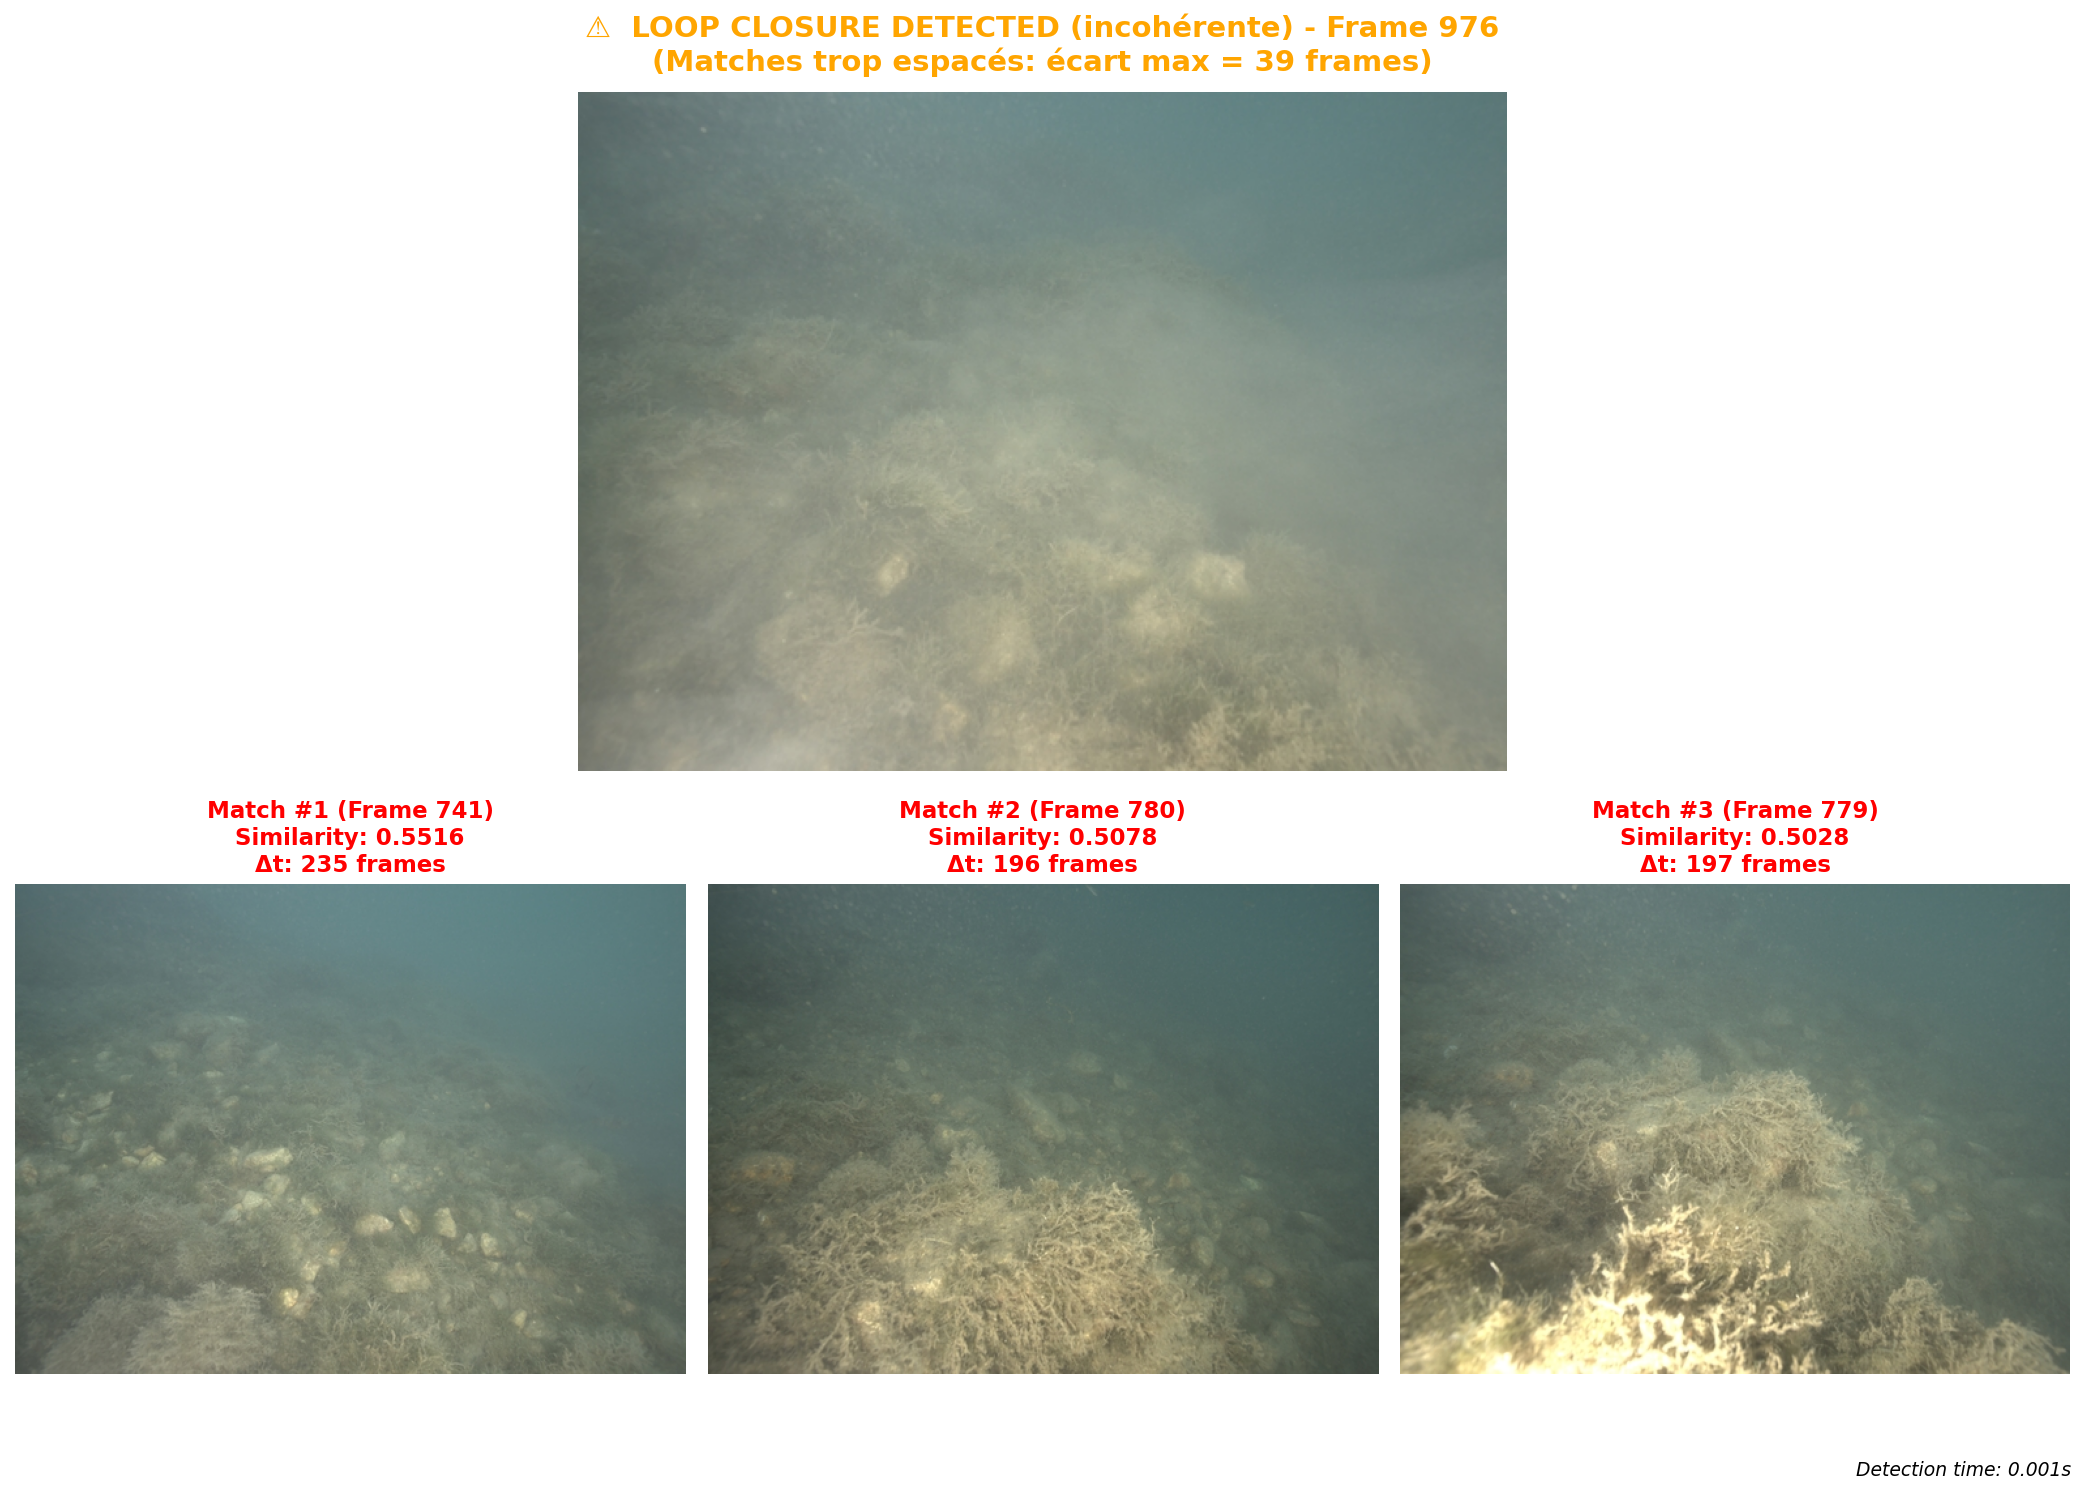 ⚠ LOOP CLOSURE DETECTED (incohérente) - Frame 976
(Matches trop espacés: écart max = 39 frames)
Match #1 (Frame 741)
Similarity: 0.5516
Δt: 235 frames
Match #2 (Frame 780)
Similarity: 0.5078
Δt: 196 frames
Match #3 (Frame 779)
Similarity: 0.5028
Δt: 197 frames
Detection time: 0.001s